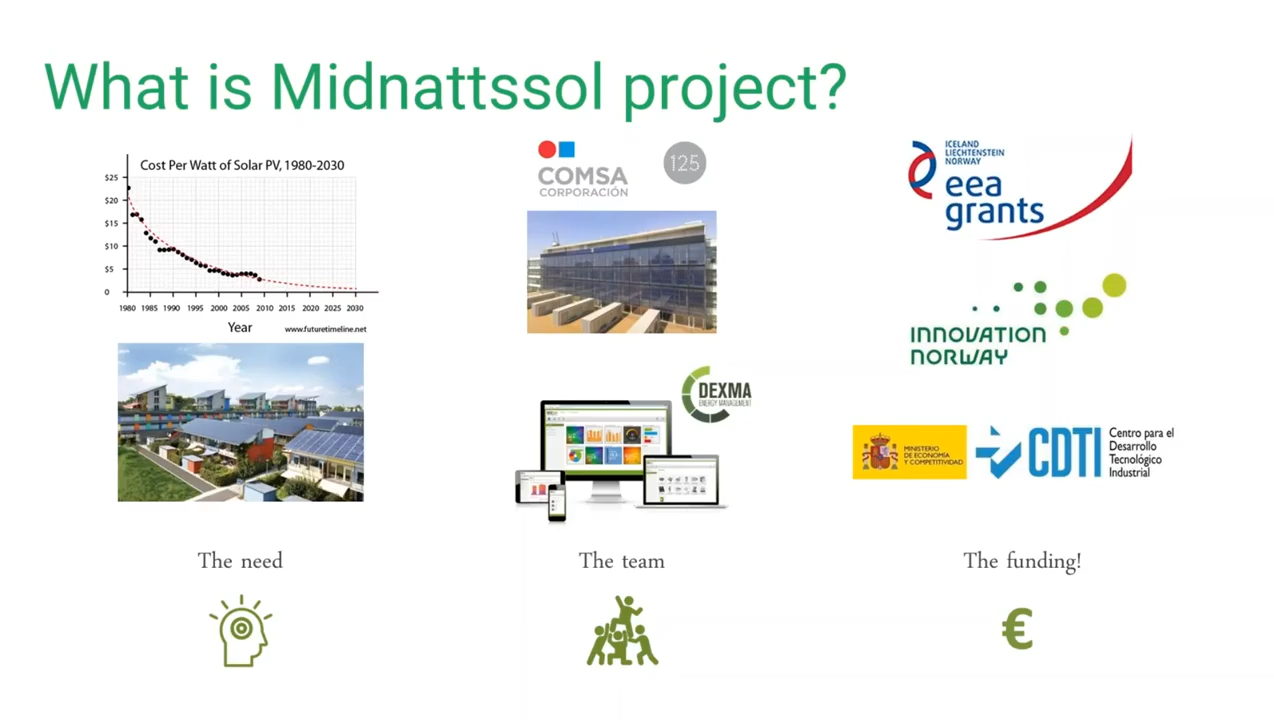 What is Midnattssol project?
Cost Per Watt of Solar PV, 1980-2030
$25
$20
$15
$10
$5
0
1980 1985 1990 1995 2000 2005 2010 2015 2020 2025 2030
Year
www.futuretimeline.net
COMSA
CORPORACIÓN
125
DEXMA
ENERGY MANAGEMENT
ICELAND
LIECHTENSTEIN
NORWAY
eea
grants
INNOVATION
NORWAY
MINISTERIO
DE ECONOMÍA
Y COMPETITIVIDAD
CDTI
Centro para el
Desarrollo
Tecnológico
Industrial
The need
The team
The funding!
€